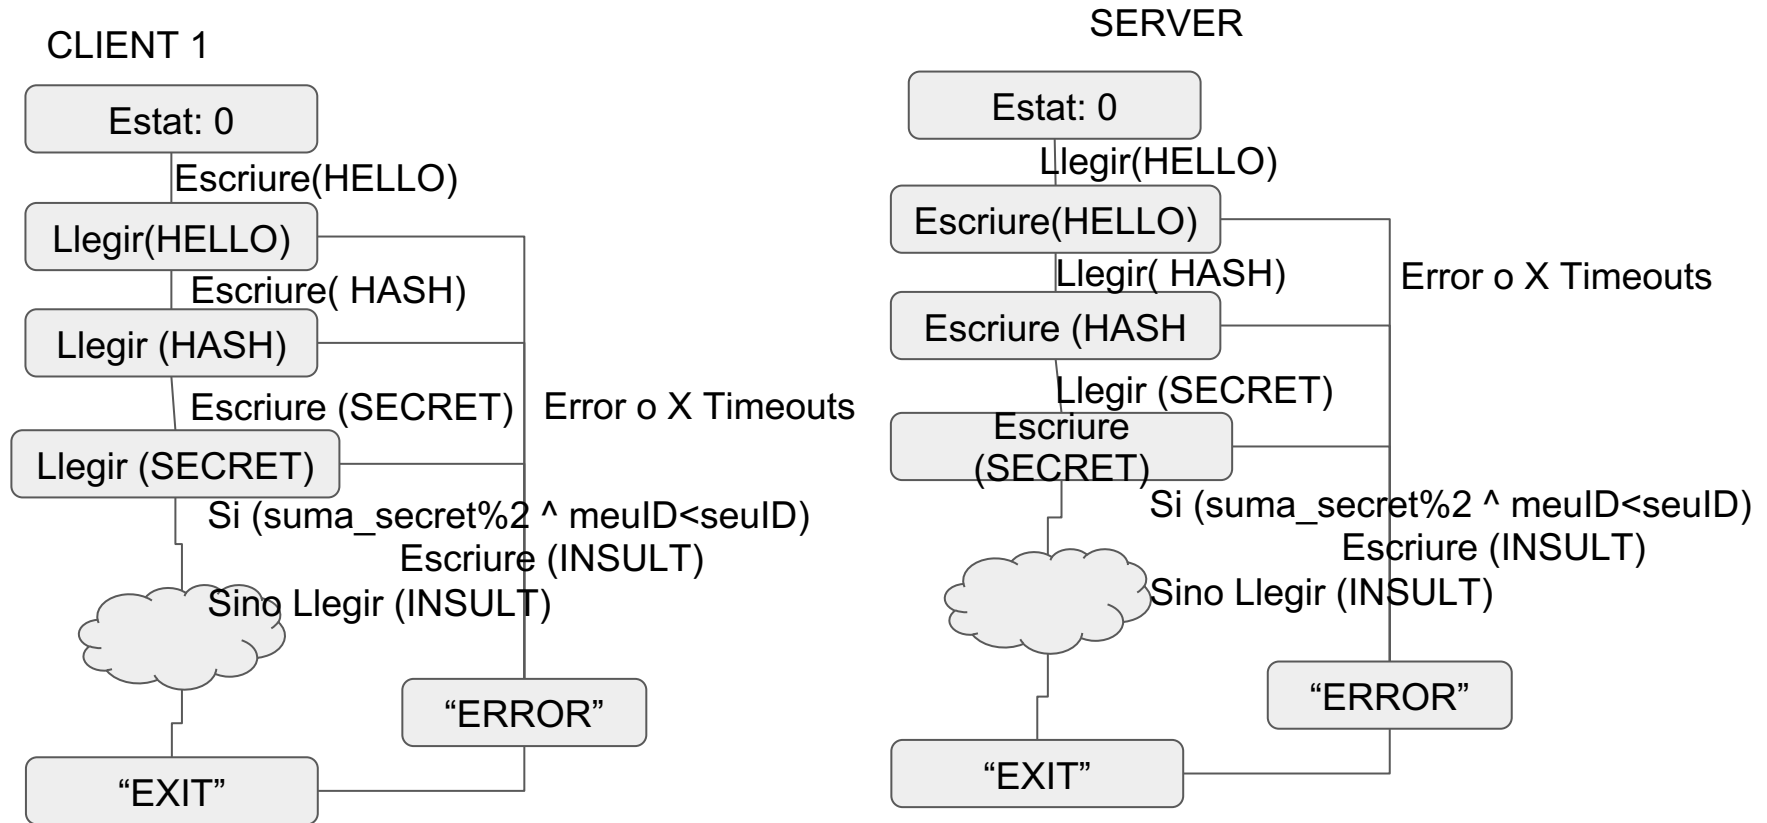 CLIENT 1
Estat: 0
Escriure(HELLO)
Llegir(HELLO)
Escriure( HASH)
Llegir (HASH)
Escriure (SECRET)
Error o X Timeouts
Llegir (SECRET)
Si (suma_secret%2 ^ meuID<seuID)
Escriure (INSULT)
Sino Llegir (INSULT)
“ERROR”
“EXIT”
SERVER
Estat: 0
Llegir(HELLO)
Escriure(HELLO)
Llegir( HASH)
Error o X Timeouts
Escriure (HASH
Llegir (SECRET)
Escriure
(SECRET)
Si (suma_secret%2 ^ meuID<seuID)
Escriure (INSULT)
Sino Llegir (INSULT)
“ERROR”
“EXIT”